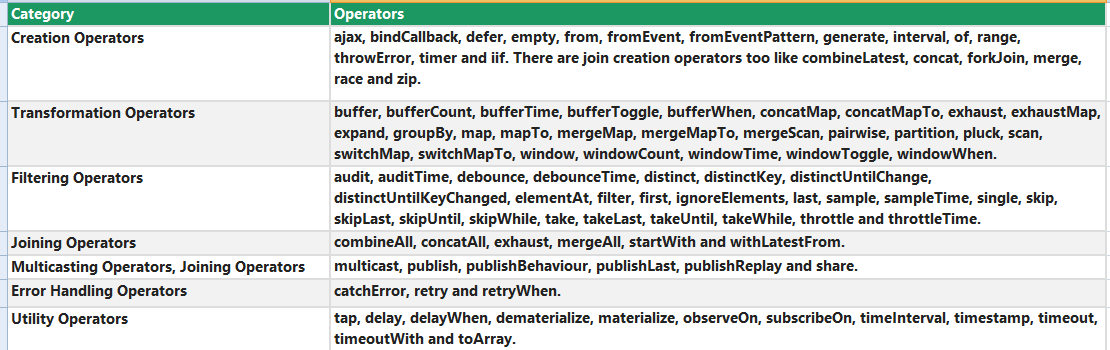 Category Operators
Creation Operators ajax, bindCallback, defer, empty, from, fromEvent, fromEventPattern, generate, interval, of, range,
throwError, timer and iif. There are join creation operators too like combineLatest, concat, forkJoin, merge,
race and zip.
Transformation Operators buffer, bufferCount, bufferTime, bufferToggle, bufferWhen, concatMap, concatMapTo, exhaust, exhaustMap,
expand, groupBy, map, mapTo, mergeMap, mergeMapTo, mergeScan, pairwise, partition, pluck, scan,
switchMap, switchMapTo, window, windowCount, windowTime, windowToggle, windowWhen.
Filtering Operators audit, auditTime, debounce, debounceTime, distinct, distinctKey, distinctUntilChange,
distinctUntilKeyChanged, elementAt, filter, first, ignoreElements, last, sample, sampleTime, single, skip,
skipLast, skipUntil, skipWhile, take, takeLast, takeUntil, takeWhile, throttle and throttleTime.
Joining Operators combineAll, concatAll, exhaust, mergeAll, startWith and withLatestFrom.
Multicasting Operators, Joining Operators multicast, publish, publishBehaviour, publishLast, publishReplay and share.
Error Handling Operators catchError, retry and retryWhen.
Utility Operators tap, delay, delayWhen, dematerialize, materialize, observeOn, subscribeOn, timeInterval, timestamp, timeout,
timeoutWith and toArray.